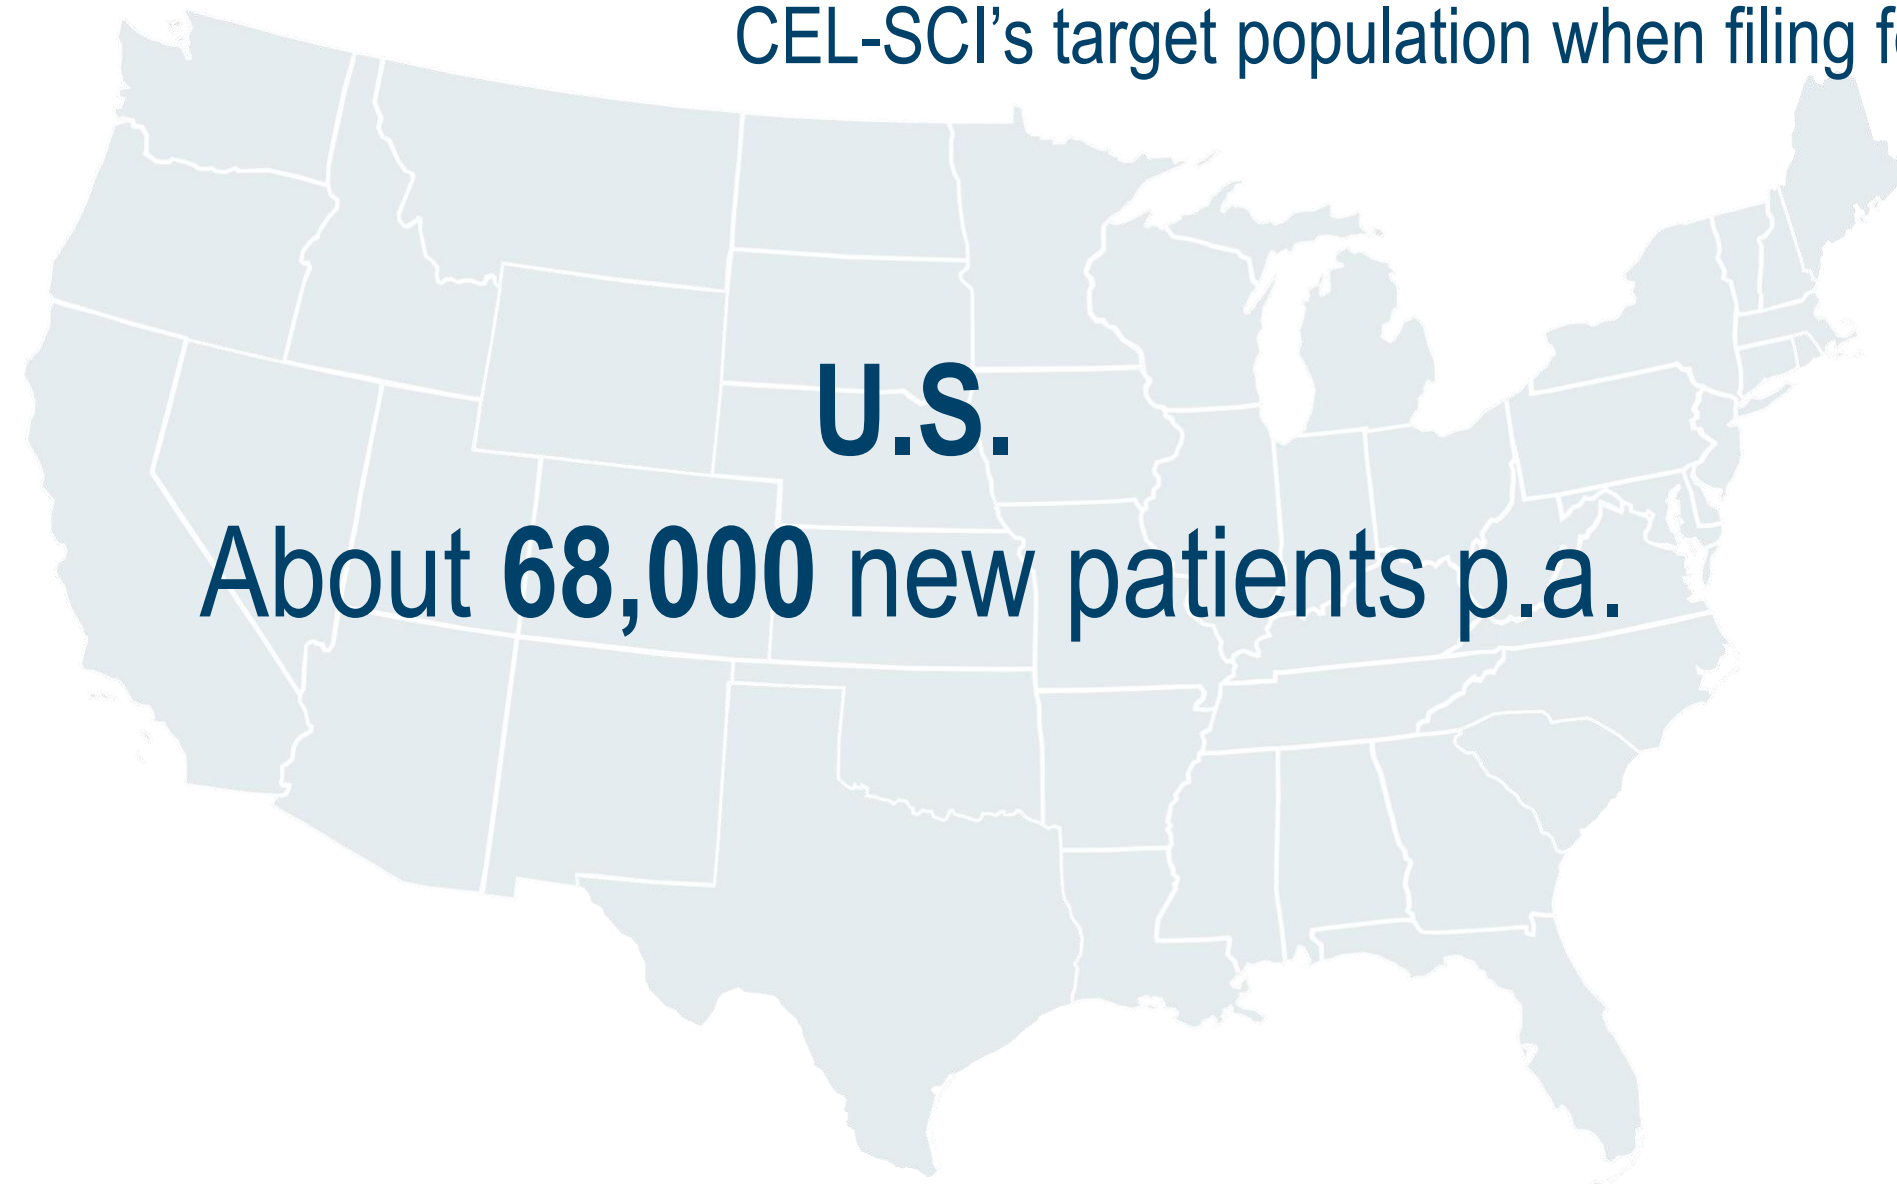 CEL-SCI’s target population when filing
U.S.
About 68,000 new patients p.a.